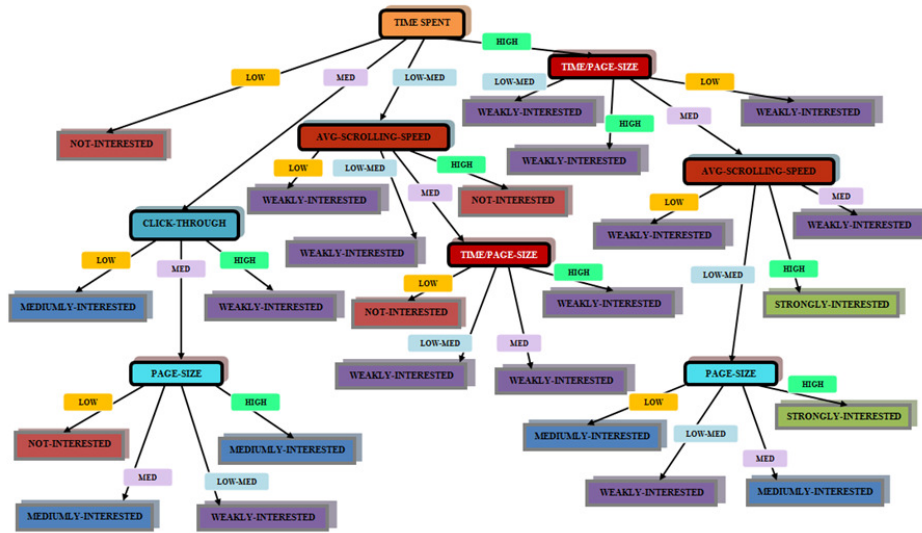 TIME SPENT
HIGH
TIME/PAGE-SIZE
LOW
MED
LOW-MED
LOW-MED
LOW
WEAKLY-INTERESTED
WEAKLY-INTERESTED
HIGH
MED
NOT-INTERESTED
AVG-SCROLLING-SPEED
WEAKLY-INTERESTED
LOW
LOW-MED
HIGH
AVG-SCROLLING-SPEED
MED
WEAKLY-INTERESTED
NOT-INTERESTED
LOW
MED
CLICK-THROUGH
WEAKLY-INTERESTED
WEAKLY-INTERESTED
WEAKLY-INTERESTED
TIME/PAGE-SIZE
LOW
MED
HIGH
LOW
HIGH
LOW-MED
HIGH
MEDIUMLY-INTERESTED
WEAKLY-INTERESTED
NOT-INTERESTED
WEAKLY-INTERESTED
STRONGLY-INTERESTED
LOW-MED
MED
PAGE-SIZE
WEAKLY-INTERESTED
WEAKLY-INTERESTED
PAGE-SIZE
LOW
HIGH
LOW
HIGH
NOT-INTERESTED
MEDIUMLY-INTERESTED
MEDIUMLY-INTERESTED
LOW-MED
STRONGLY-INTERESTED
MED
LOW-MED
MED
MEDIUMLY-INTERESTED
WEAKLY-INTERESTED
WEAKLY-INTERESTED
MEDIUMLY-INTERESTED